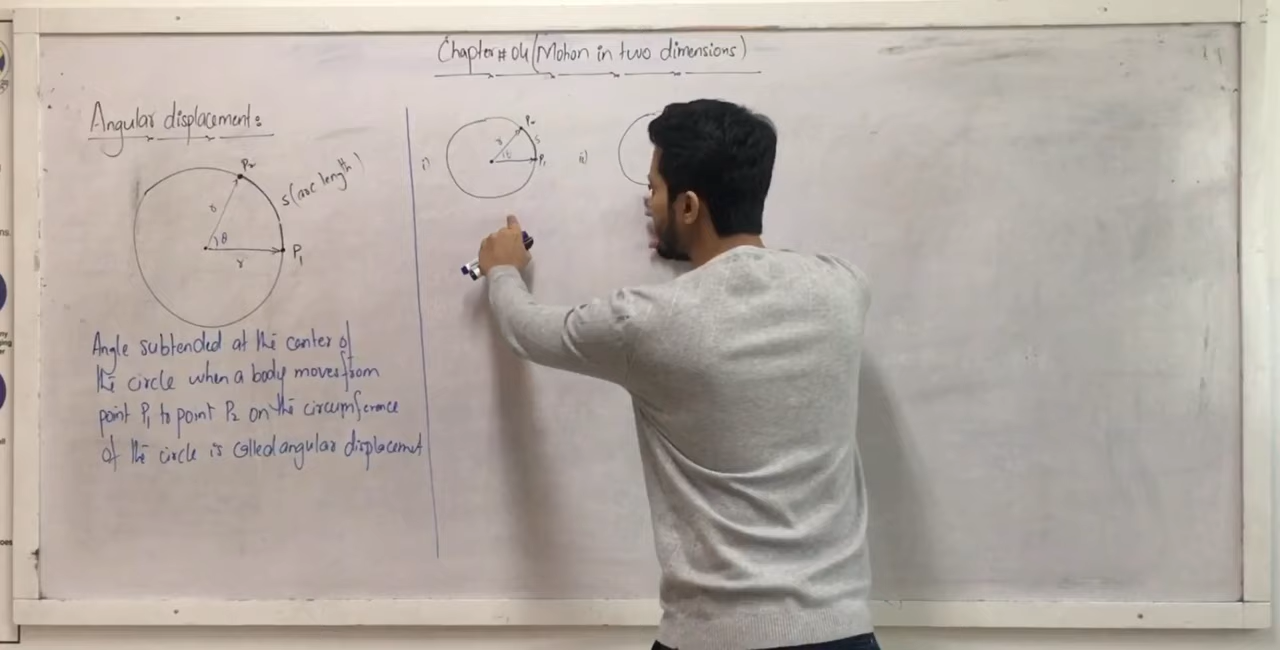 Chapter # 04 (Motion in two dimensions)
Angular displacement:
P2
s (arc length)
r
θ
r
P1
Angle subtended at the center of
the circle when a body moves from
point P1 to point P2 on the circumference
of the circle is called angular displacemet
i)
P2
r
s
P1
ii)